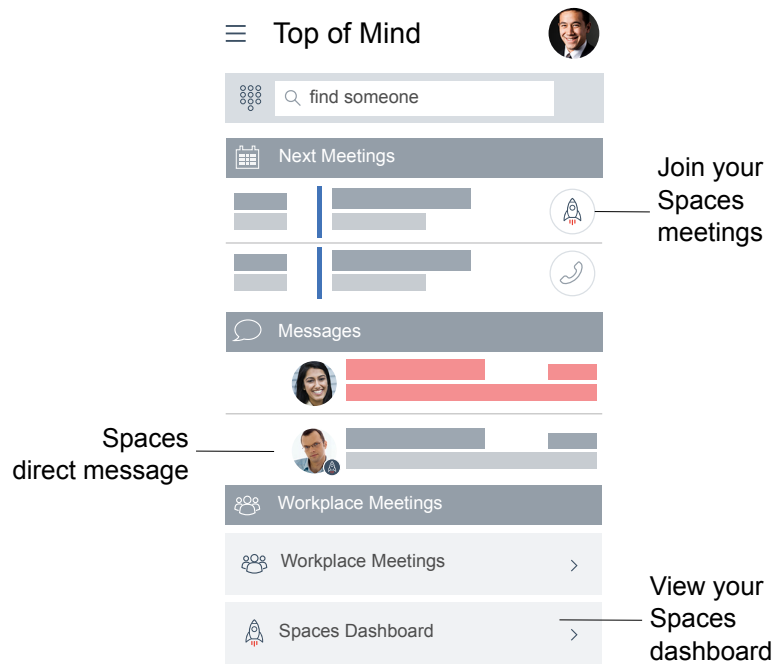 Top of Mind
find someone
Next Meetings
Join your
Spaces
meetings
Messages
Spaces
direct message
Workplace Meetings
Workplace Meetings
Spaces Dashboard
View your
Spaces
dashboard